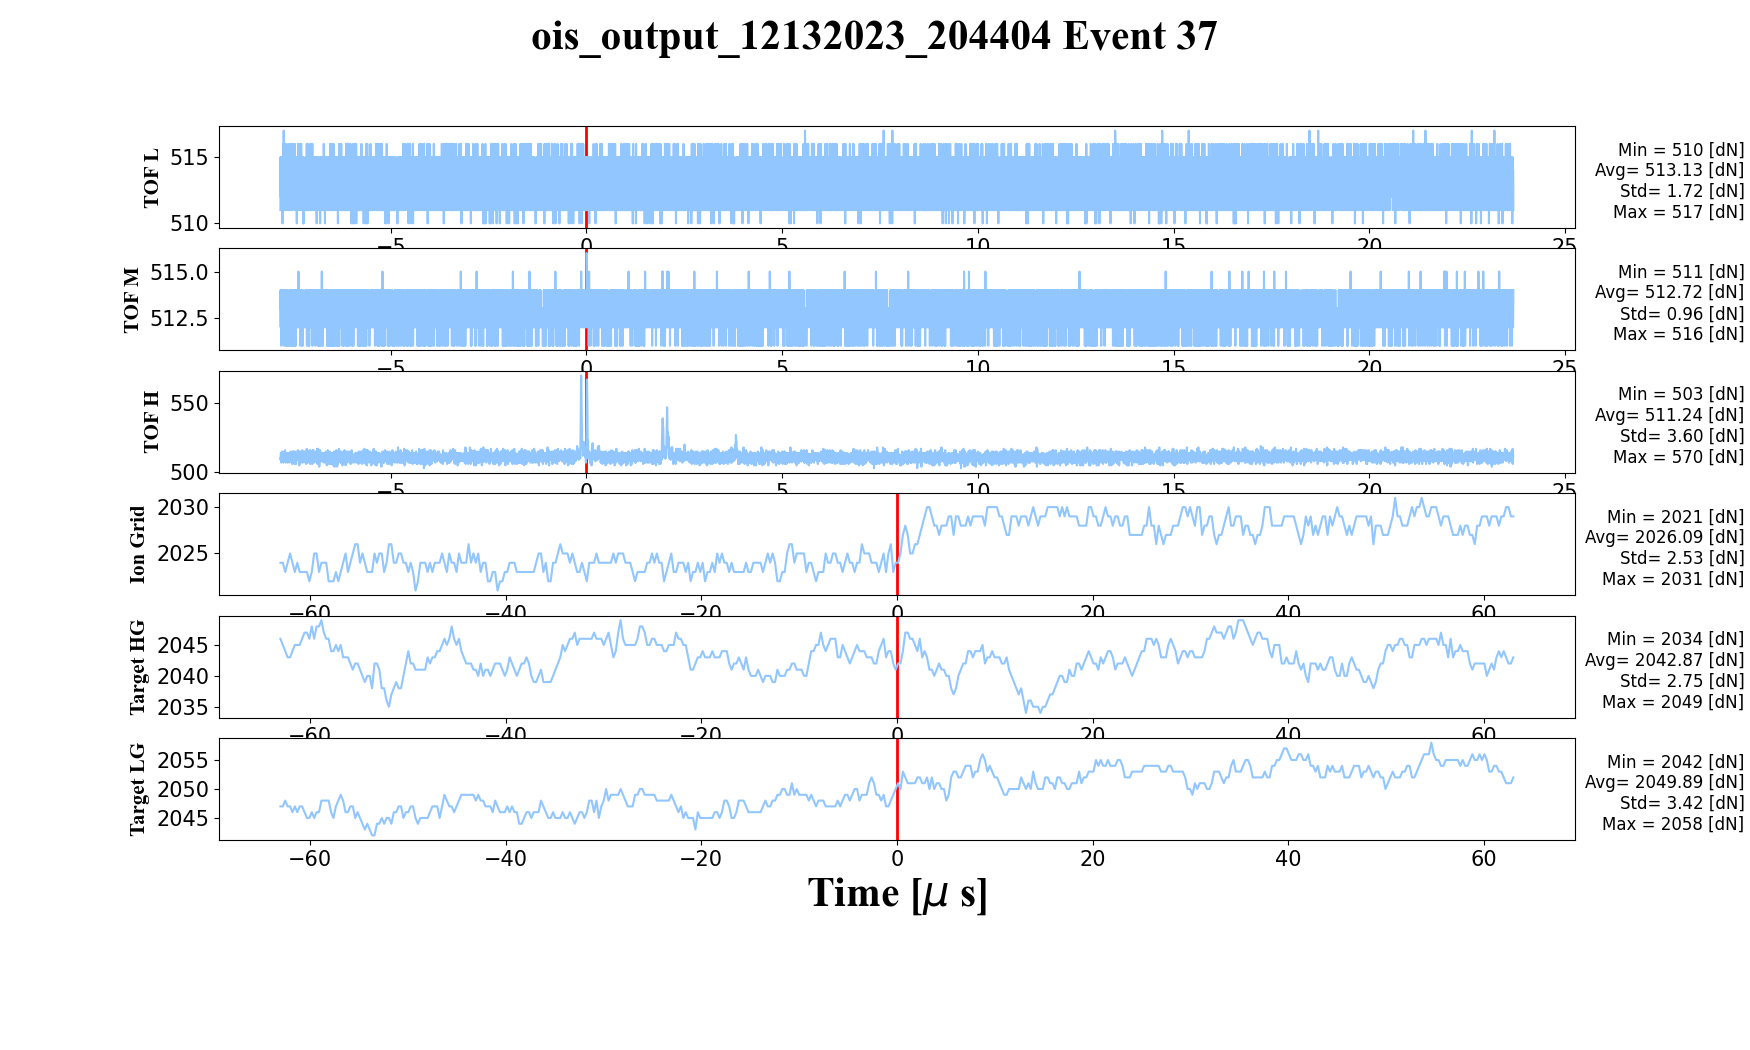 ois_output_12132023_204404 Event 37
TOF L
515
510
Min = 510 [dN]
Avg= 513.13 [dN]
Std= 1.72 [dN]
Max = 517 [dN]
−5 0 5 10 15 20 25
TOF M
515.0
512.5
Min = 511 [dN]
Avg= 512.72 [dN]
Std= 0.96 [dN]
Max = 516 [dN]
−5 0 5 10 15 20 25
TOF H
550
500
Min = 503 [dN]
Avg= 511.24 [dN]
Std= 3.60 [dN]
Max = 570 [dN]
−5 0 5 10 15 20 25
Ion Grid
2030
2025
Min = 2021 [dN]
Avg= 2026.09 [dN]
Std= 2.53 [dN]
Max = 2031 [dN]
−60 −40 −20 0 20 40 60
Target HG
2045
2040
2035
Min = 2034 [dN]
Avg= 2042.87 [dN]
Std= 2.75 [dN]
Max = 2049 [dN]
−60 −40 −20 0 20 40 60
Target LG
2055
2050
2045
Min = 2042 [dN]
Avg= 2049.89 [dN]
Std= 3.42 [dN]
Max = 2058 [dN]
−60 −40 −20 0 20 40 60
Time [μ s]